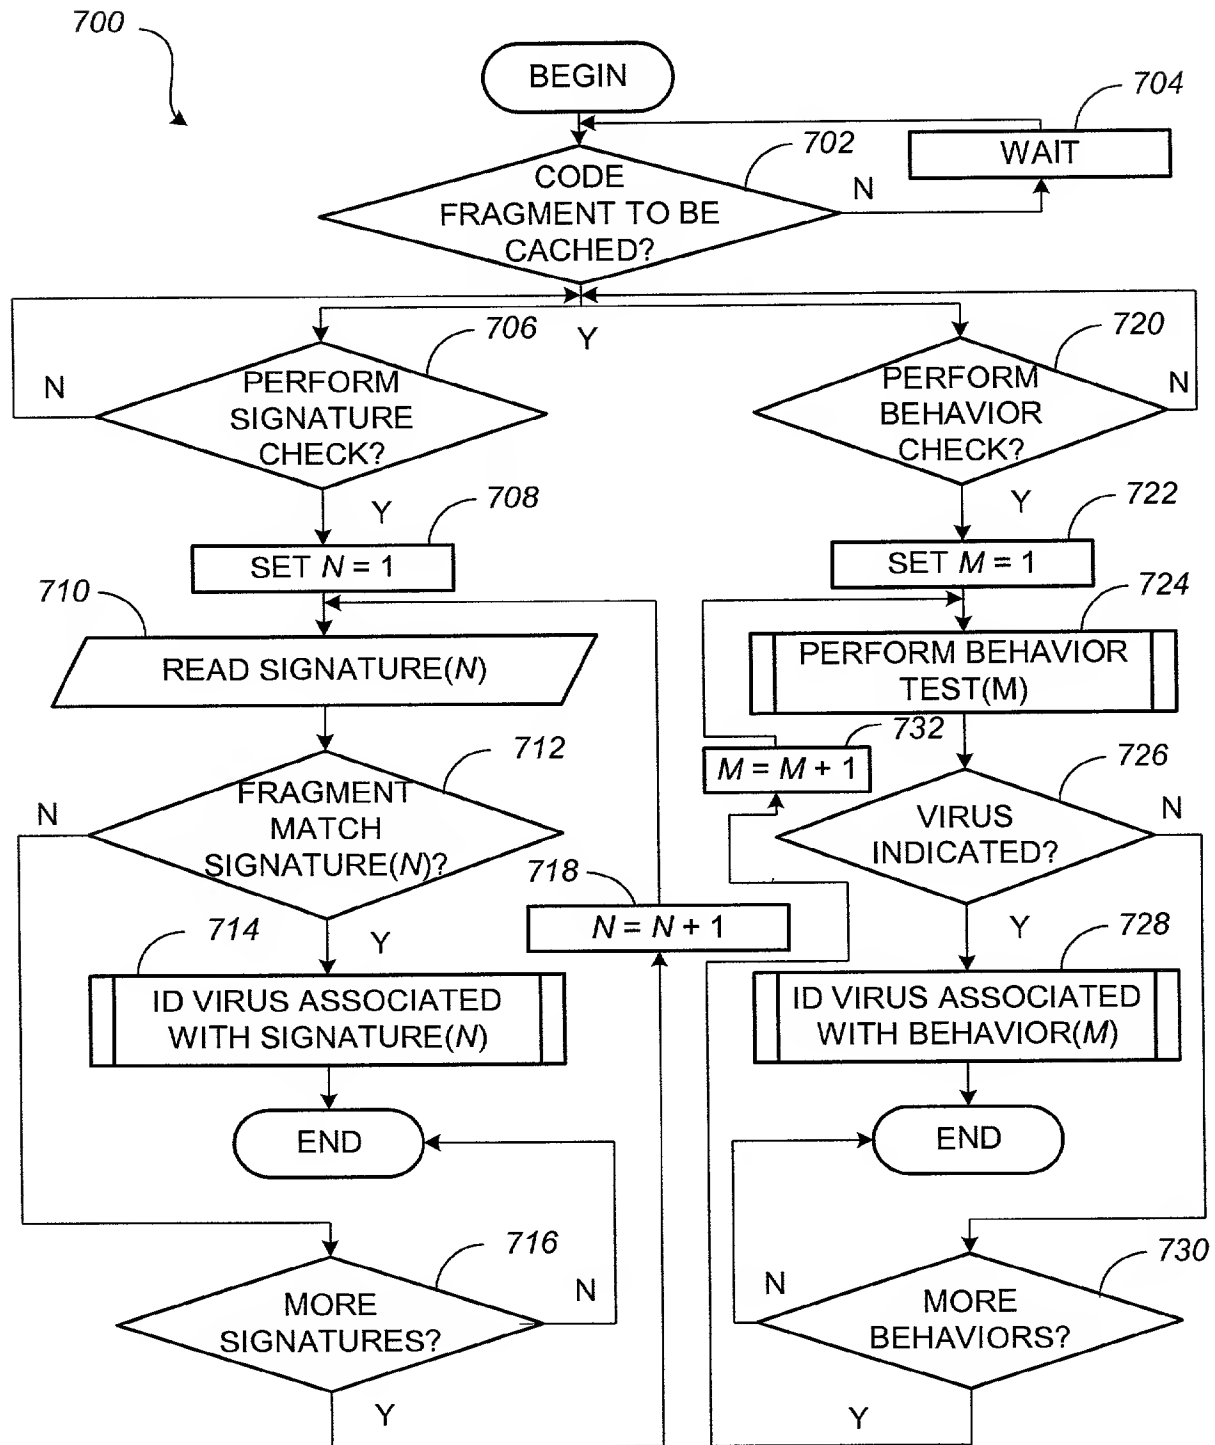 700
BEGIN
704
WAIT
702
CODE
FRAGMENT TO BE
CACHED?
N
Y
706
PERFORM
SIGNATURE
CHECK?
N
Y
708
SET N = 1
710
READ SIGNATURE(N)
712
FRAGMENT
MATCH
SIGNATURE(N)?
N
Y
714
ID VIRUS ASSOCIATED
WITH SIGNATURE(N)
END
716
MORE
SIGNATURES?
N
Y
718
N = N + 1
720
PERFORM
BEHAVIOR
CHECK?
N
Y
722
SET M = 1
724
PERFORM BEHAVIOR
TEST(M)
732
M = M + 1
726
VIRUS
INDICATED?
N
Y
728
ID VIRUS ASSOCIATED
WITH BEHAVIOR(M)
END
730
MORE
BEHAVIORS?
N
Y